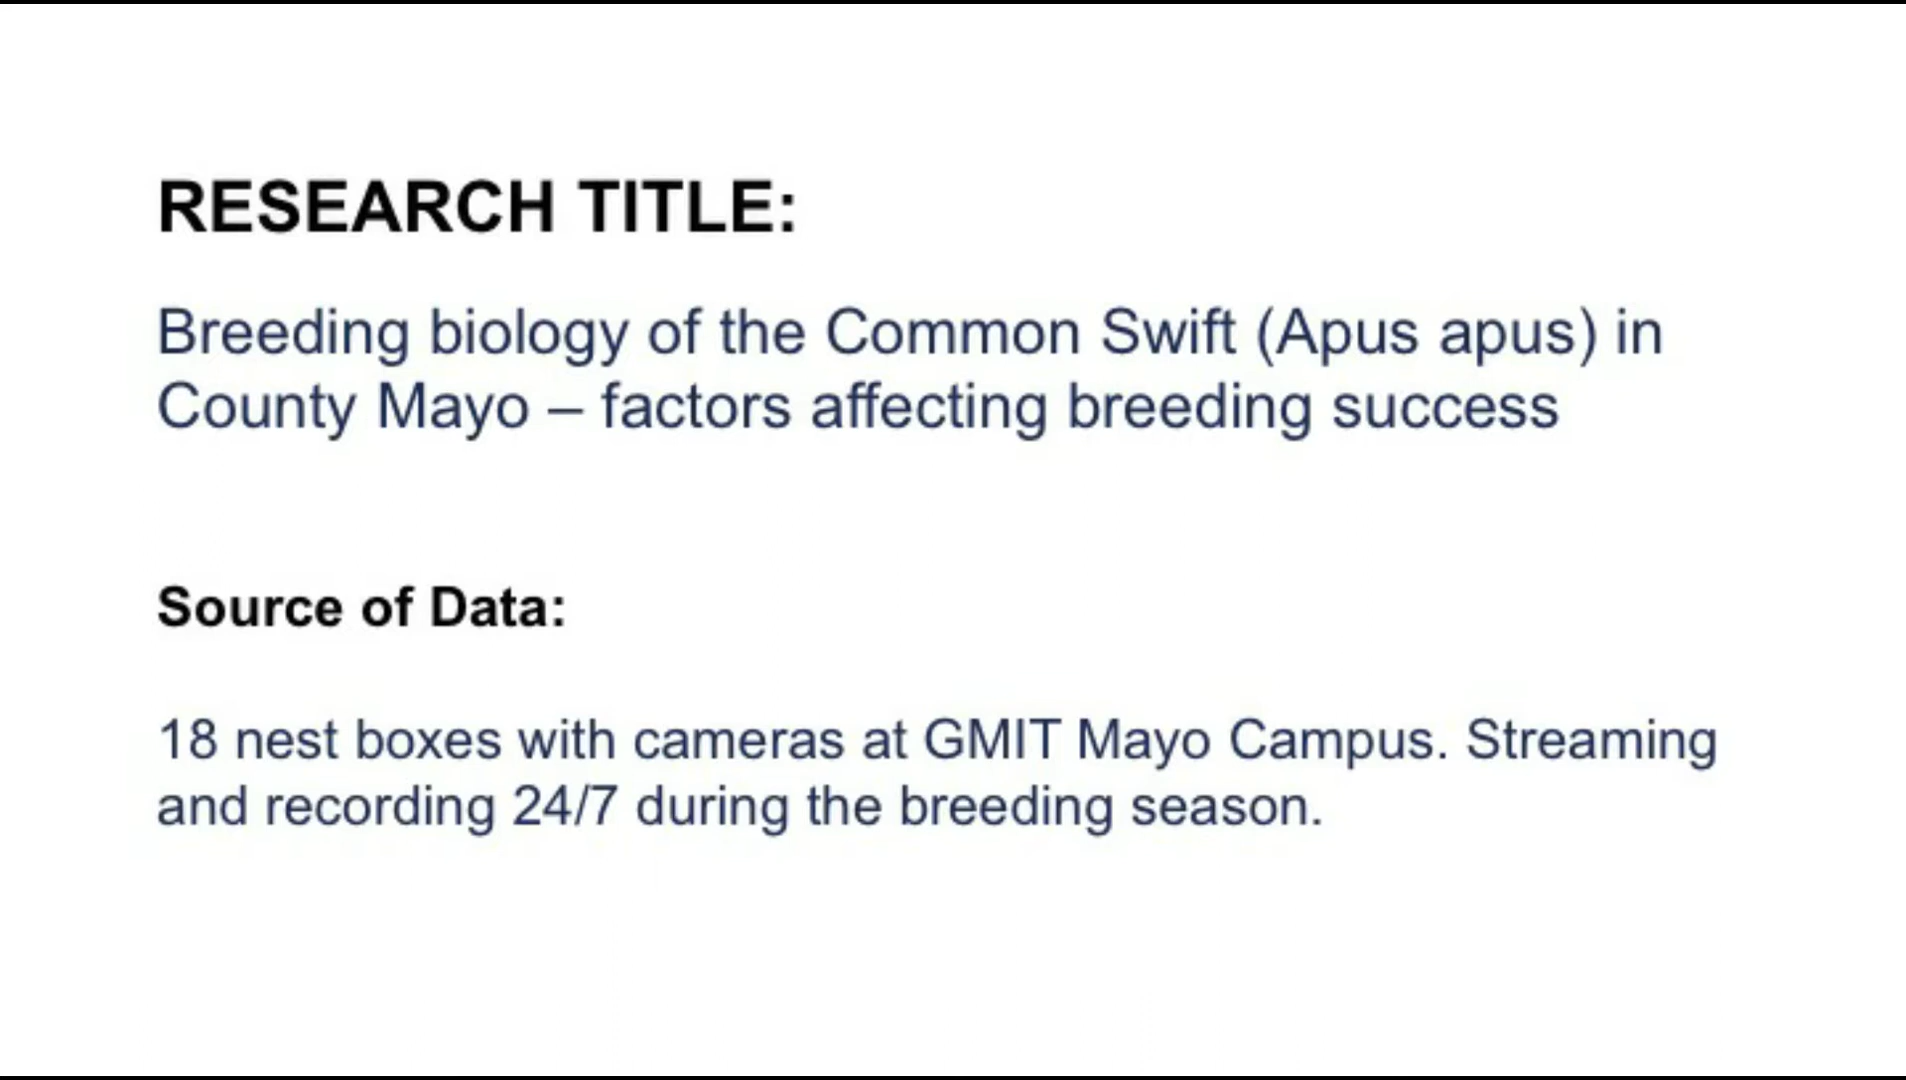 RESEARCH TITLE:
Breeding biology of the Common Swift (Apus apus) in
County Mayo – factors affecting breeding success
Source of Data:
18 nest boxes with cameras at GMIT Mayo Campus. Streaming
and recording 24/7 during the breeding season.